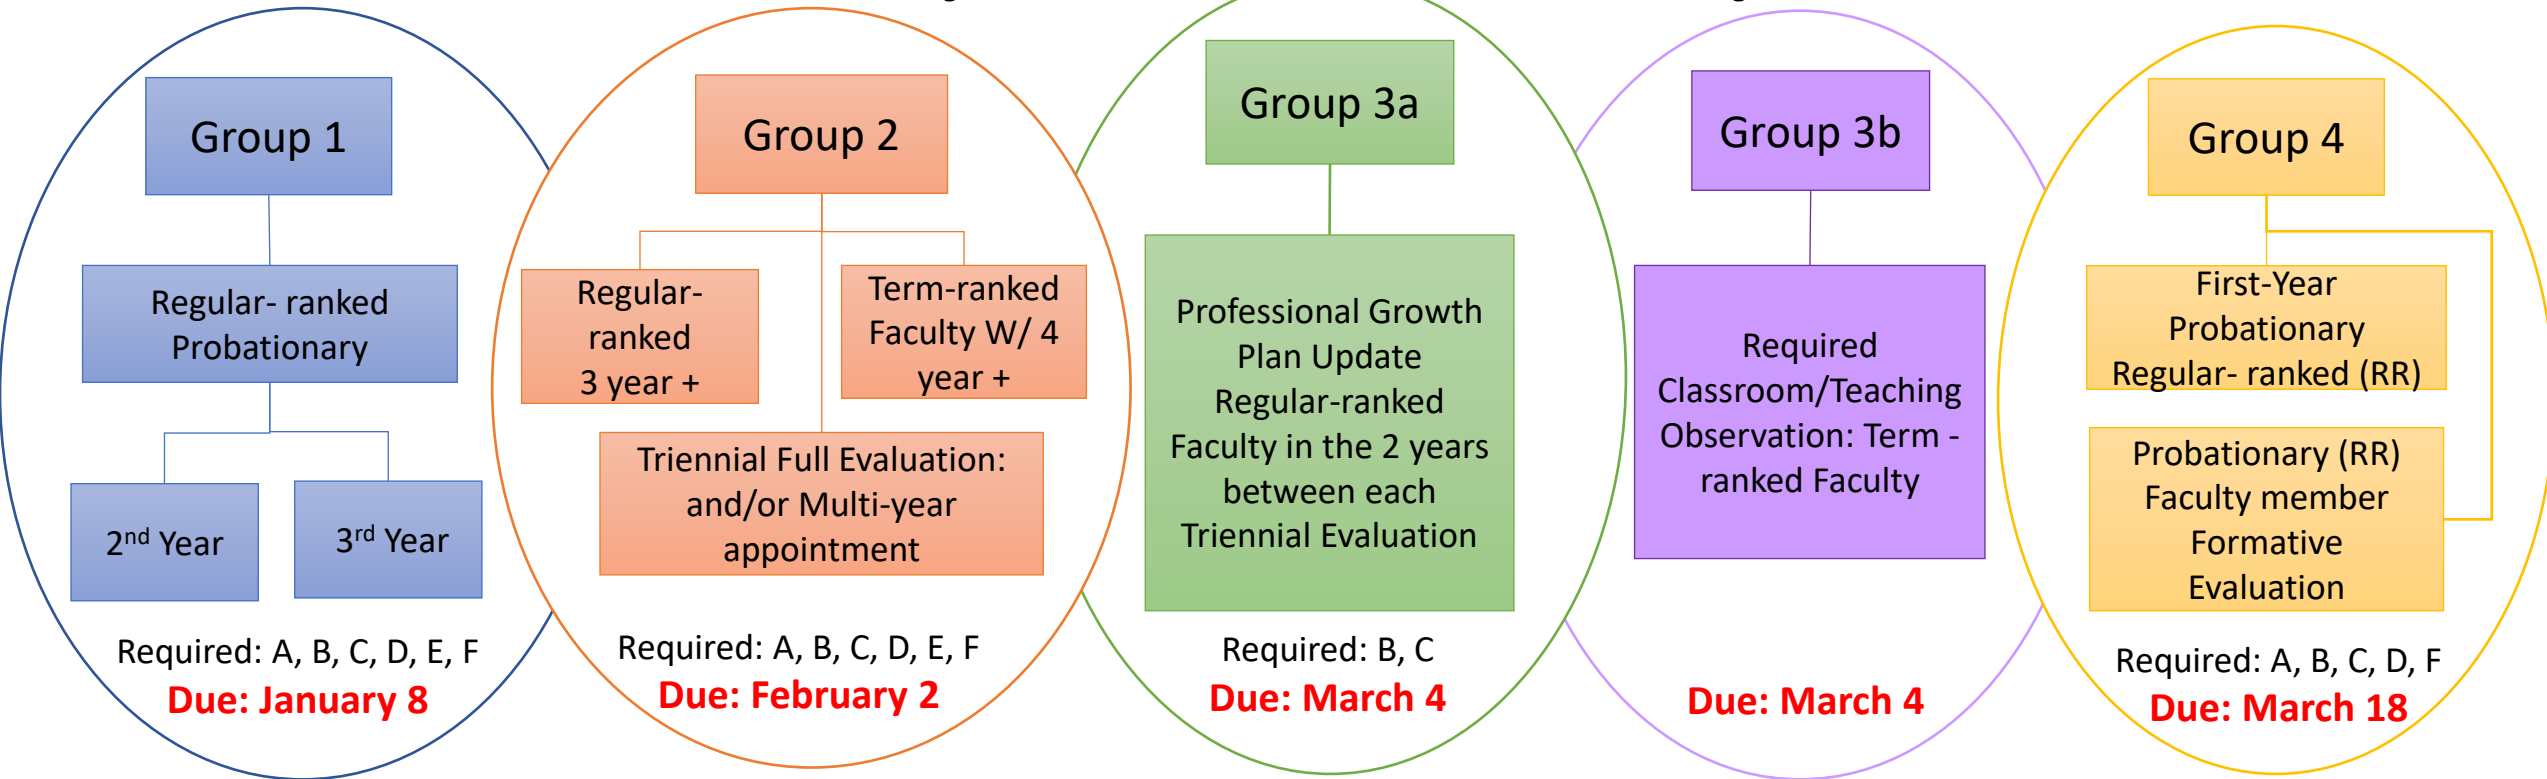 Group 1
Regular- ranked
Probationary
2nd Year
3rd Year
Required: A, B, C, D, E, F
Due: January 8
Group 2
Regular-
ranked
3 year +
Term-ranked
Faculty W/ 4
year +
Triennial Full Evaluation:
and/or Multi-year
appointment
Required: A, B, C, D, E, F
Due: February 2
Group 3a
Professional Growth
Plan Update
Regular-ranked
Faculty in the 2 years
between each
Triennial Evaluation
Required: B, C
Due: March 4
Group 3b
Required
Classroom/Teaching
Observation: Term -
ranked Faculty
Due: March 4
Group 4
First-Year
Probationary
Regular- ranked (RR)
Probationary (RR)
Faculty member
Formative
Evaluation
Required: A, B, C, D, F
Due: March 18